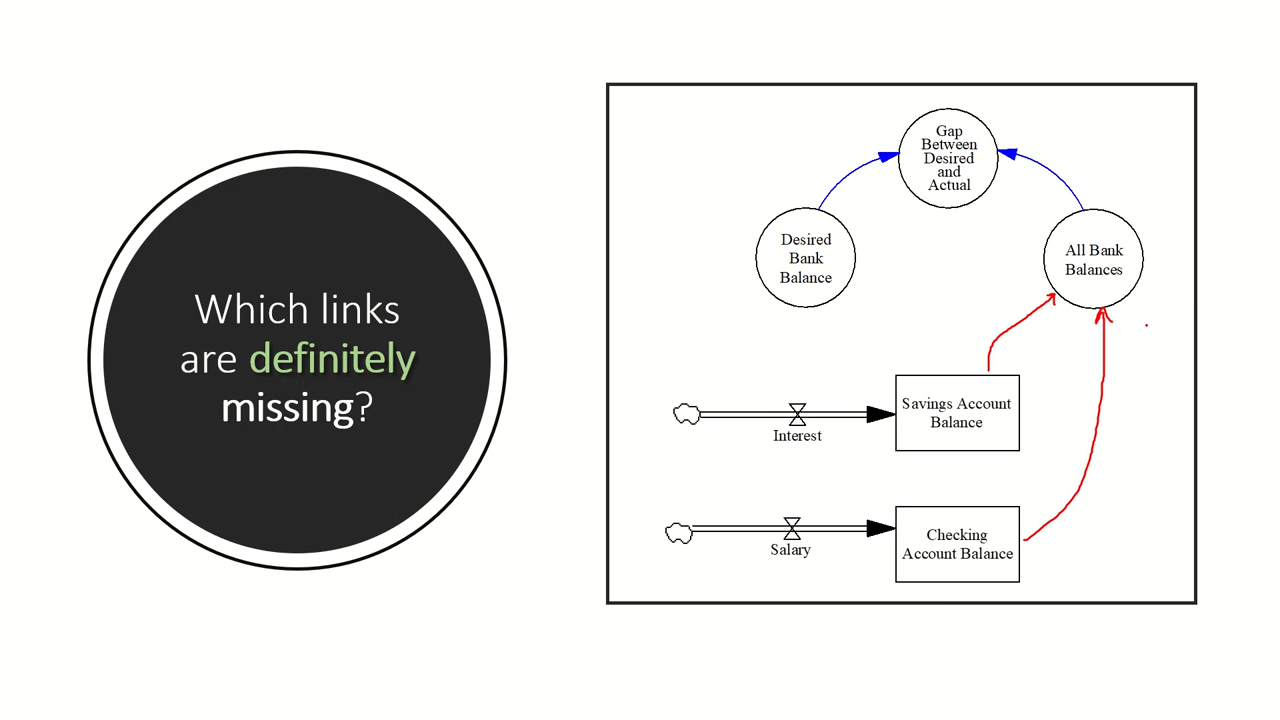 Which links
are definitely
missing?
Gap
Between
Desired
and
Actual
Desired
Bank
Balance
All Bank
Balances
Savings Account
Balance
Interest
Checking
Account Balance
Salary